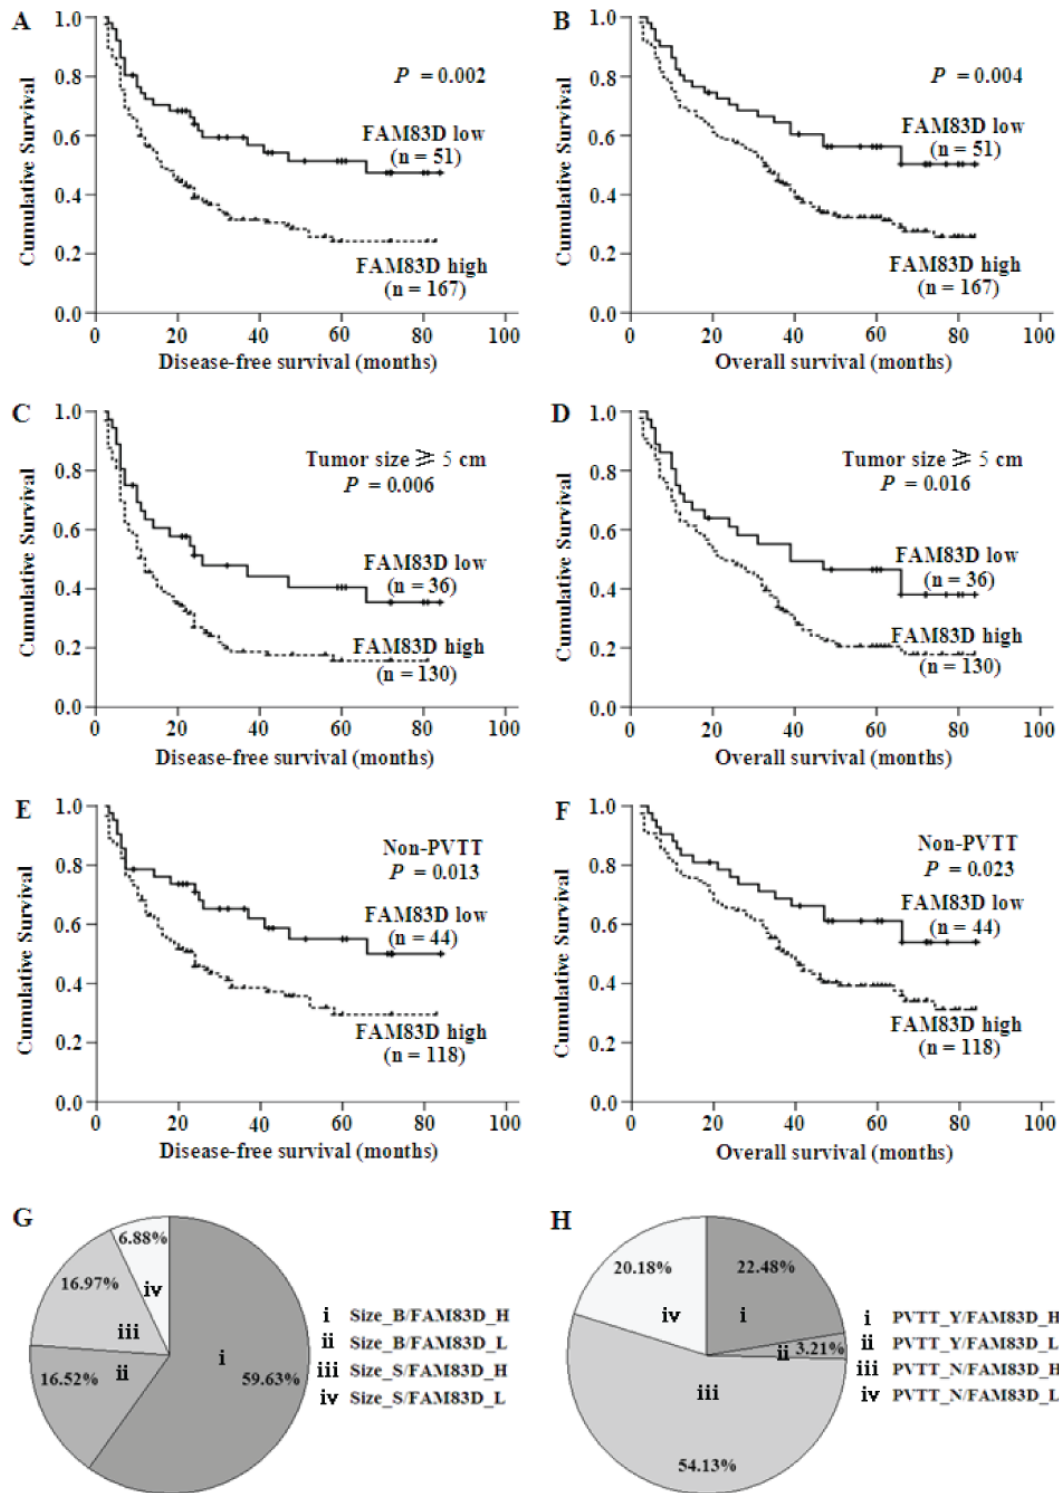 A
1.0
0.8
0.6
0.4
0.2
0.0
Cumulative Survival
P = 0.002
FAM83D low
(n = 51)
FAM83D high
(n = 167)
0 20 40 60 80 100
Disease-free survival (months)
B
1.0
0.8
0.6
0.4
0.2
0.0
Cumulative Survival
P = 0.004
FAM83D low
(n = 51)
FAM83D high
(n = 167)
0 20 40 60 80 100
Overall survival (months)
C
1.0
0.8
0.6
0.4
0.2
0.0
Cumulative Survival
Tumor size ⩾ 5 cm
P = 0.006
FAM83D low
(n = 36)
FAM83D high
(n = 130)
0 20 40 60 80 100
Disease-free survival (months)
D
1.0
0.8
0.6
0.4
0.2
0.0
Cumulative Survival
Tumor size ⩾ 5 cm
P = 0.016
FAM83D low
(n = 36)
FAM83D high
(n = 130)
0 20 40 60 80 100
Overall survival (months)
E
1.0
0.8
0.6
0.4
0.2
0.0
Cumulative Survival
Non-PVTT
P = 0.013
FAM83D low
(n = 44)
FAM83D high
(n = 118)
0 20 40 60 80 100
Disease-free survival (months)
F
1.0
0.8
0.6
0.4
0.2
0.0
Cumulative Survival
Non-PVTT
P = 0.023
FAM83D low
(n = 44)
FAM83D high
(n = 118)
0 20 40 60 80 100
Overall survival (months)
G
6.88%
iv
16.97%
iii
16.52%
ii
i
59.63%
i Size_B/FAM83D_H
ii Size_B/FAM83D_L
iii Size_S/FAM83D_H
iv Size_S/FAM83D_L
H
20.18%
iv
22.48%
i
ii 3.21%
iii
54.13%
i PVTT_Y/FAM83D_H
ii PVTT_Y/FAM83D_L
iii PVTT_N/FAM83D_H
iv PVTT_N/FAM83D_L